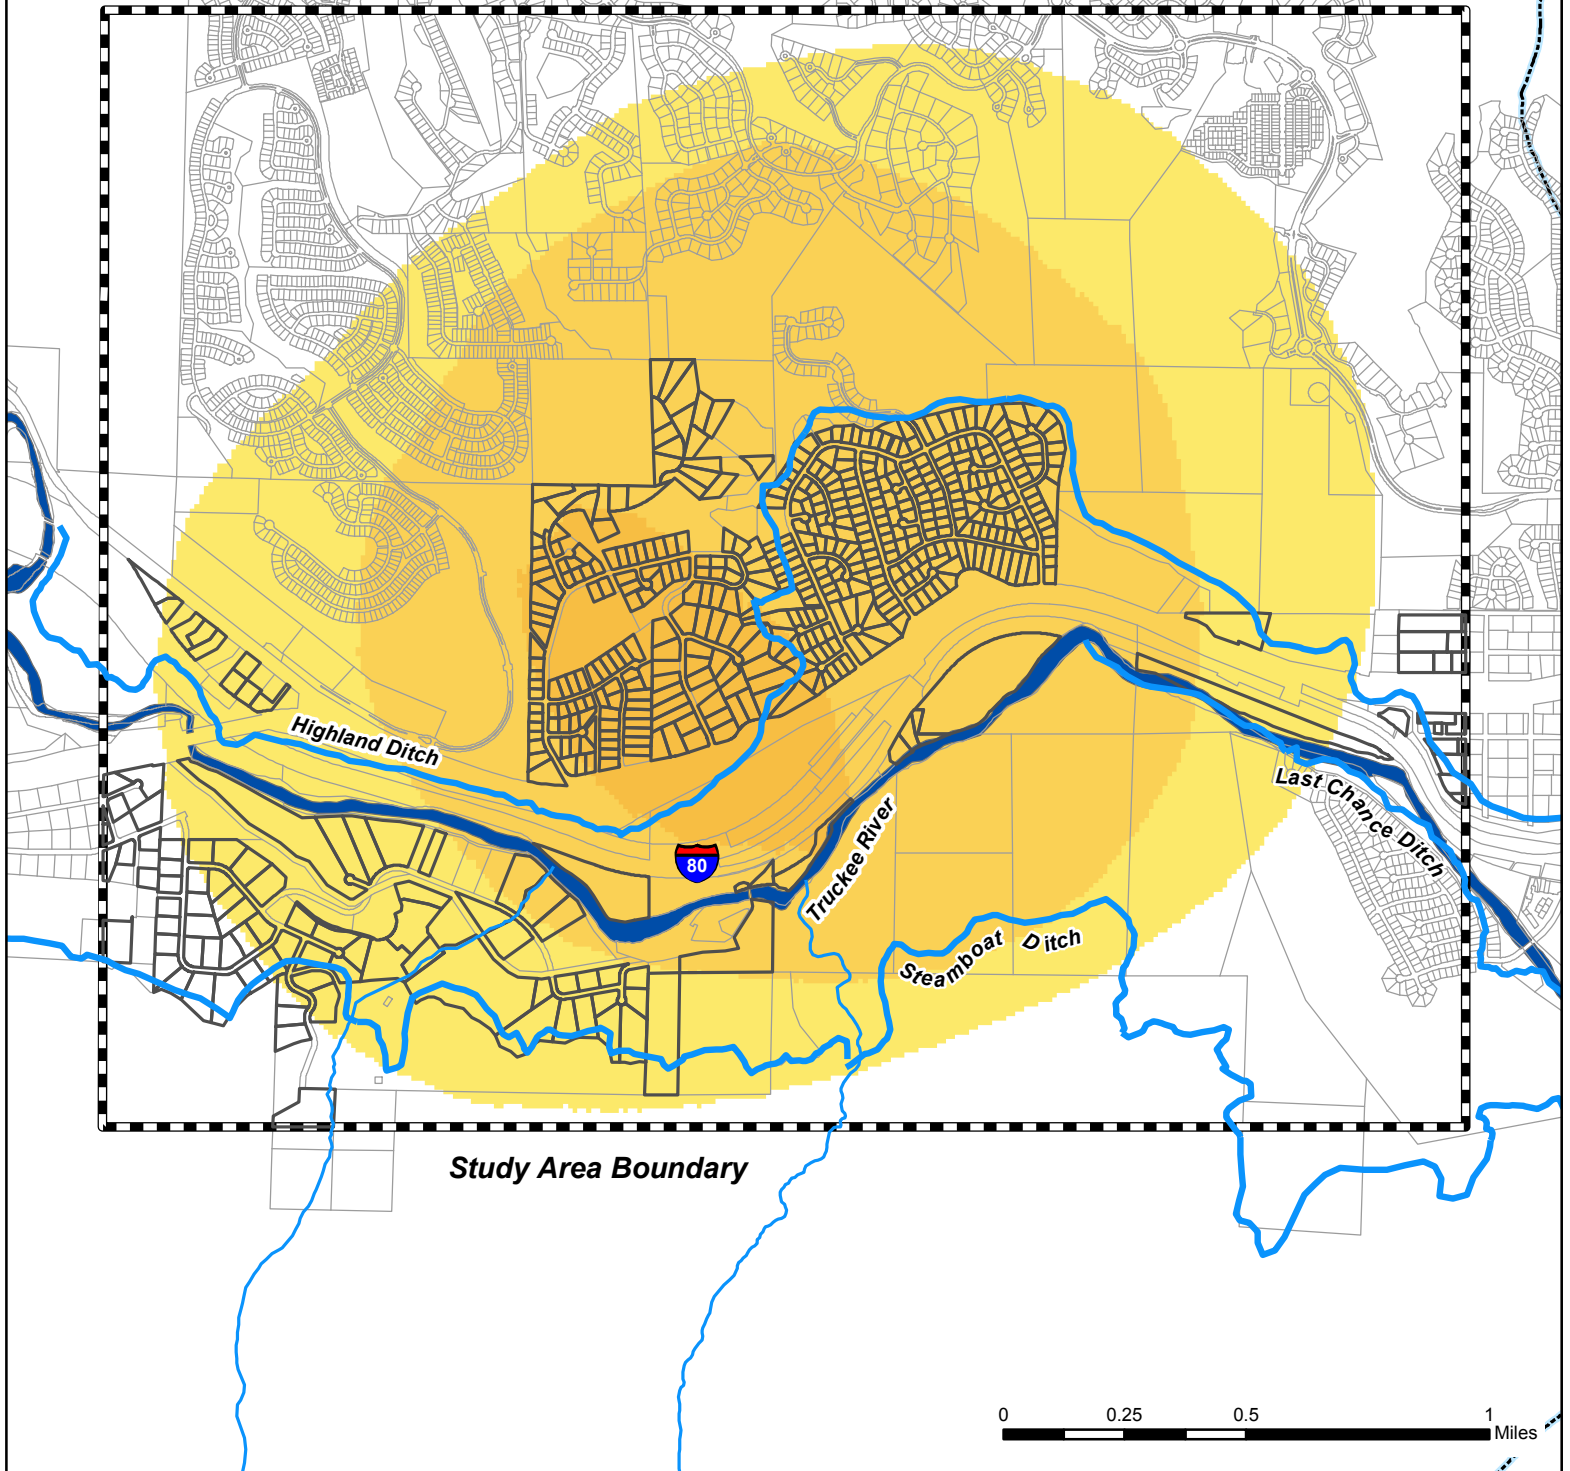 Highland Ditch
Last Chance Ditch
80
Truckee River
Steamboat Ditch
Study Area Boundary
0 0.25 0.5 1
Miles